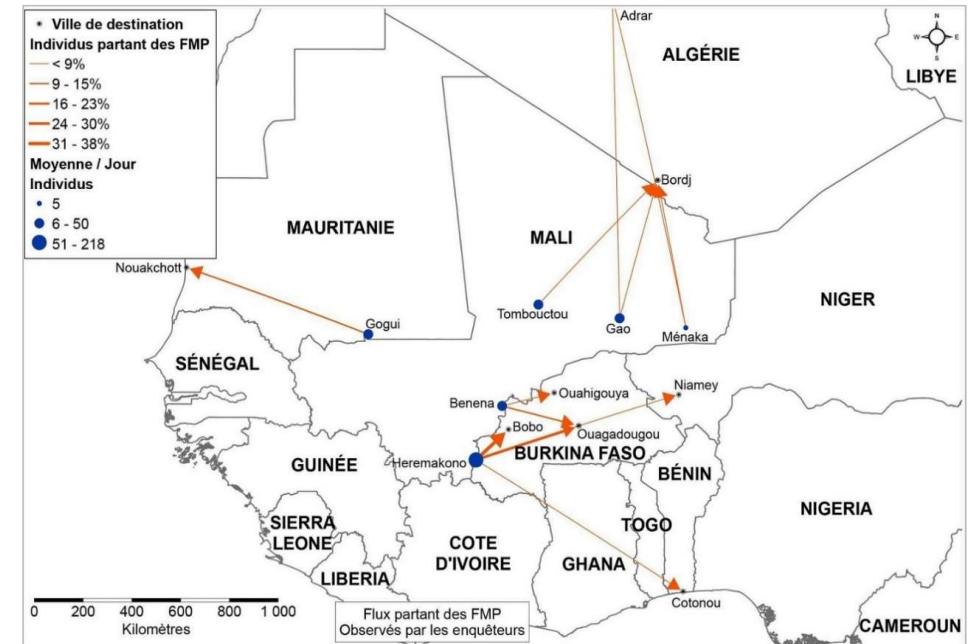 Ville de destination
Individus partant des FMP
< 9%
9 - 15%
16 - 23%
24 - 30%
31 - 38%
Moyenne / Jour
Individus
5
6 - 50
51 - 218
Adrar
ALGÉRIE
N
W E
S
LIBYE
Bordj
MAURITANIE
MALI
Nouakchott
Gogui
Tombouctou
Gao
Ménaka
NIGER
SÉNÉGAL
Benena
Ouahigouya
Niamey
Bobo
Ouagadougou
Heremakono
BURKINA FASO
GUINÉE
BÉNIN
SIERRA
LEONE
COTE
D'IVOIRE
TOGO
GHANA
NIGERIA
LIBERIA
Cotonou
CAMEROUN
0 200 400 600 800 1 000
Kilomètres
Flux partant des FMP
Observés par les enquêteurs